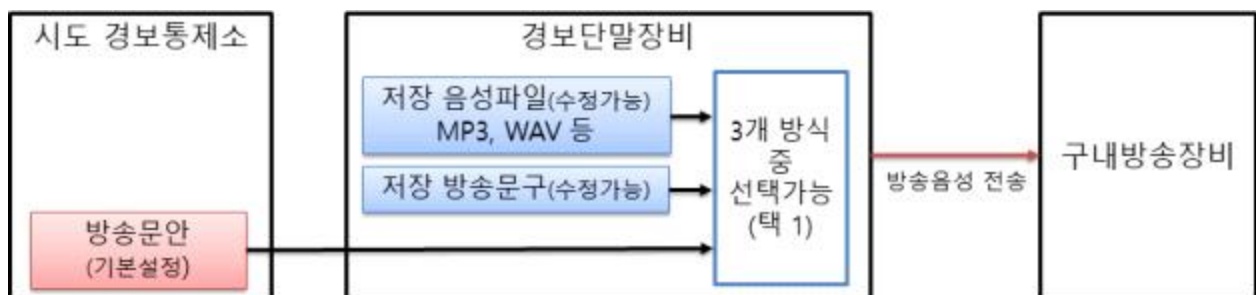 시도 경보통제소
방송문안
(기본설정)
경보단말장비
저장 음성파일(수정가능)
MP3, WAV 등
저장 방송문구(수정가능)
3개 방식
중
선택가능
(택 1)
방송음성 전송
구내방송장비